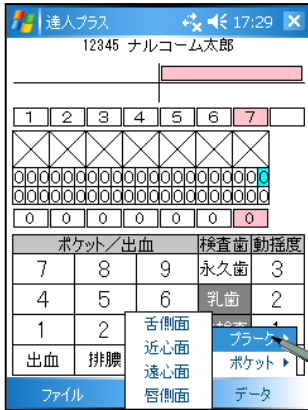 達人プラス 17:29
12345 ナルコーム太郎
1 2 3 4 5 6 7
0000000000000000000000
0000000000000000000000
0 0 0 0 0 0 0
ポケット/出血 検査歯 動揺度
7 8 9 永久歯 3
4 5 6 乳歯 2
1 2
出血 排膿
舌側面
近心面
遠心面
唇側面
プラーク
ポケット
ファイル データ